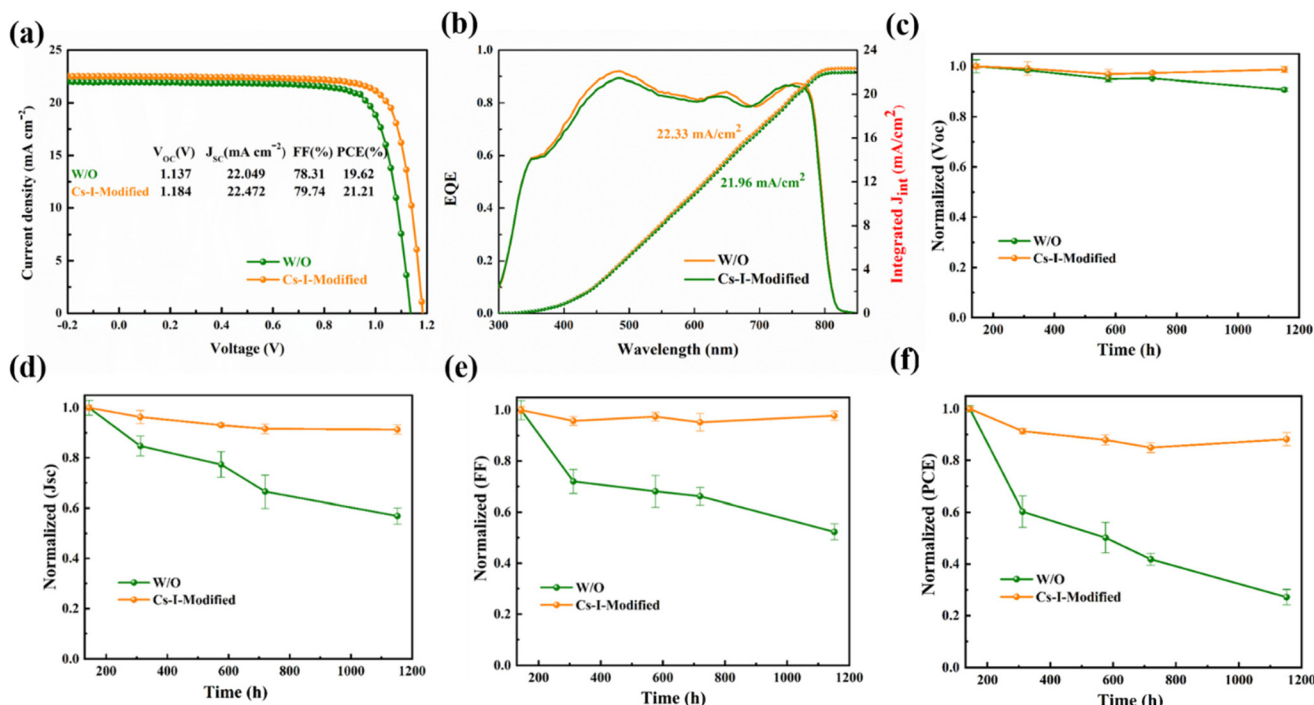 (a)
25
20
15
10
5
0
Current density (mA cm⁻²)
V_OC(V) J_SC(mA cm⁻²) FF(%) PCE(%)
W/O 1.137 22.049 78.31 19.62
Cs-I-Modified 1.184 22.472 79.74 21.21
W/O
Cs-I-Modified
-0.2 0.0 0.2 0.4 0.6 0.8 1.0 1.2
Voltage (V)
(b)
1.0
0.8
0.6
0.4
0.2
0.0
EQE
22.33 mA/cm²
21.96 mA/cm²
W/O
Cs-I-Modified
24
20
16
12
8
4
0
Integrated J_int (mA/cm²)
300 400 500 600 700 800
Wavelength (nm)
(c)
1.0
0.8
0.6
0.4
0.2
0.0
Normalized (Voc)
W/O
Cs-I-Modified
200 400 600 800 1000 1200
Time (h)
(d)
1.0
0.8
0.6
0.4
0.2
0.0
Normalized (Jsc)
W/O
Cs-I-Modified
200 400 600 800 1000 1200
Time (h)
(e)
1.0
0.8
0.6
0.4
0.2
0.0
Normalized (FF)
W/O
Cs-I-Modified
200 400 600 800 1000 1200
Time (h)
(f)
1.0
0.8
0.6
0.4
0.2
0.0
Normalized (PCE)
W/O
Cs-I-Modified
200 400 600 800 1000 1200
Time (h)